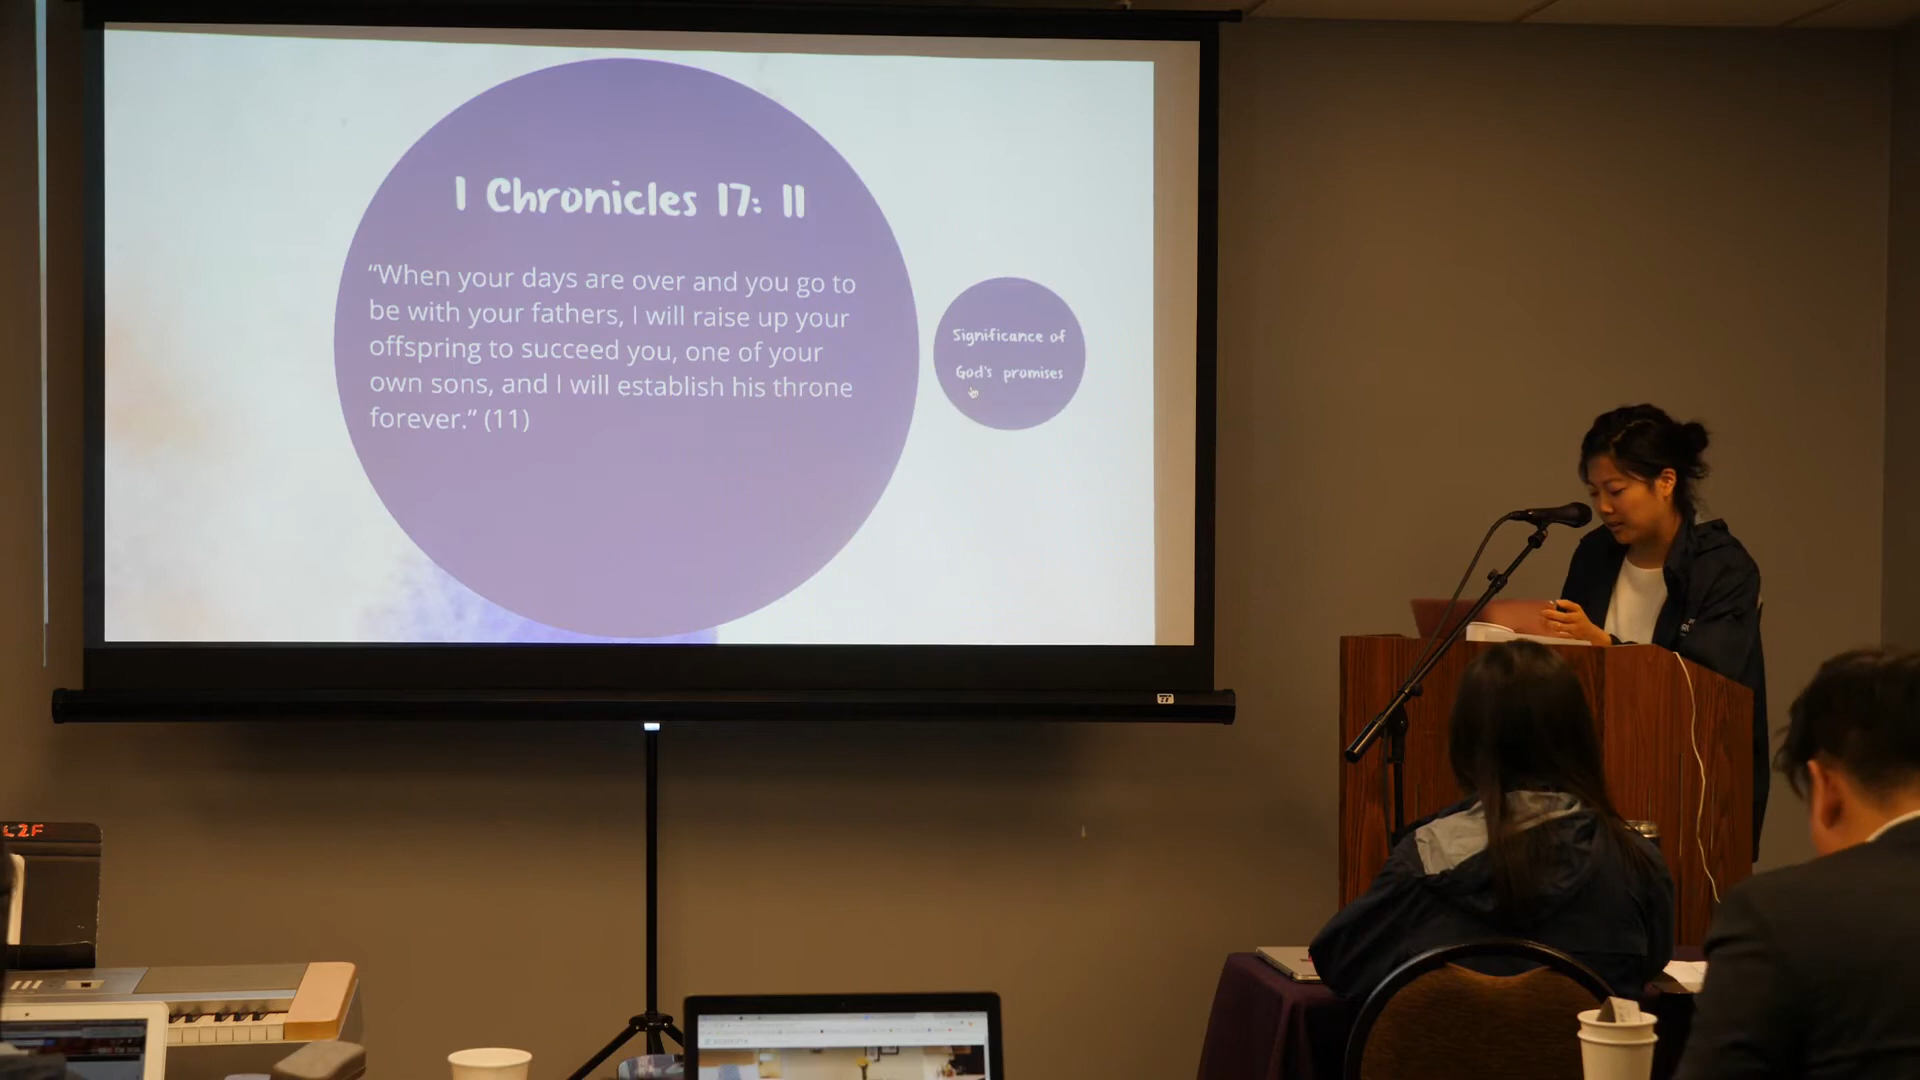 1 Chronicles 17: 11
“When your days are over and you go to
be with your fathers, I will raise up your
offspring to succeed you, one of your
own sons, and I will establish his throne
forever.” (11)
Significance of
God's promises